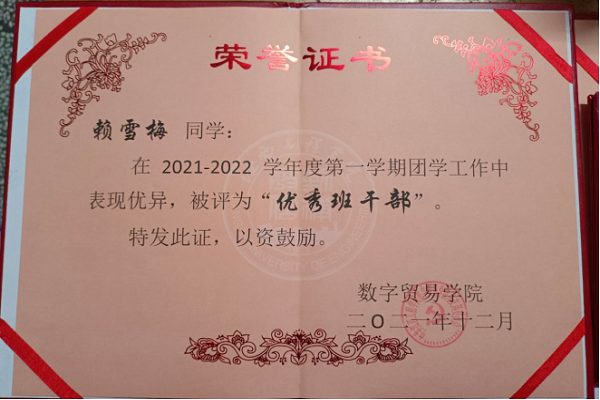 荣誉证书
赖雪梅 同学：
在 2021-2022 学年度第一学期团学工作中
表现优异，被评为“优秀班干部”。
特发此证，以资鼓励。
数字贸易学院
二〇二一年十二月